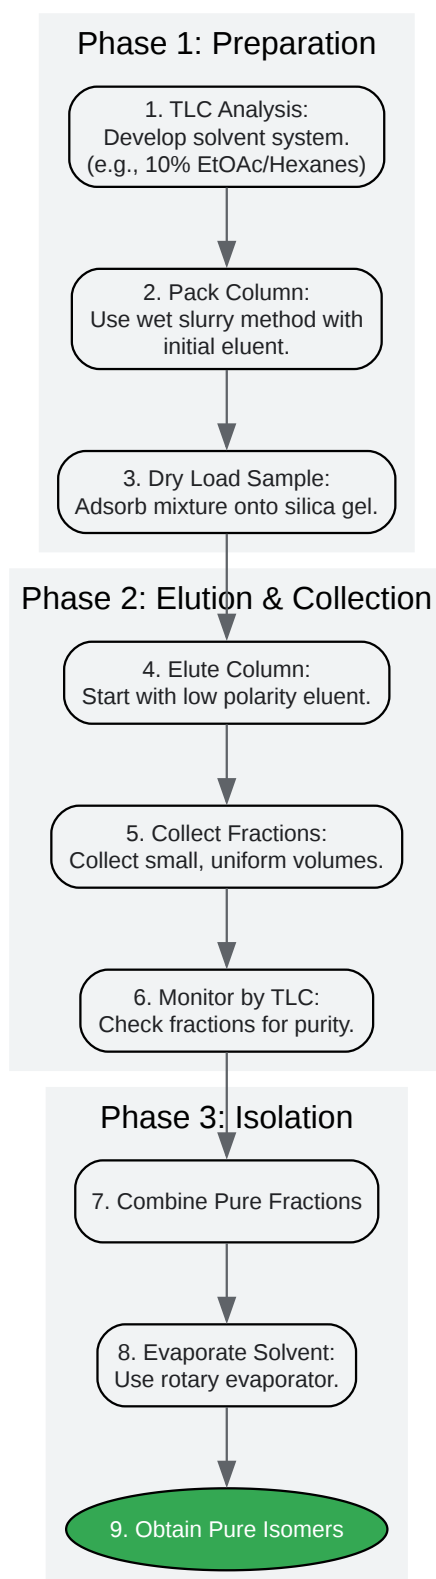 Phase 1: Preparation
1. TLC Analysis:
Develop solvent system.
(e.g., 10% EtOAc/Hexanes)
2. Pack Column:
Use wet slurry method with
initial eluent.
3. Dry Load Sample:
Adsorb mixture onto silica gel.
Phase 2: Elution & Collection
4. Elute Column:
Start with low polarity eluent.
5. Collect Fractions:
Collect small, uniform volumes.
6. Monitor by TLC:
Check fractions for purity.
Phase 3: Isolation
7. Combine Pure Fractions
8. Evaporate Solvent:
Use rotary evaporator.
9. Obtain Pure Isomers